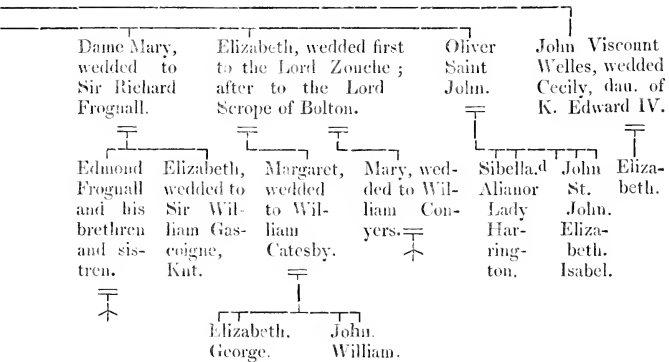 Dame Mary,
wedded to
Sir Richard
Frognall.
Elizabeth, wedded first
to the Lord Zouche ;
after to the Lord
Scrope of Bolton.
Oliver
Saint
John.
John Viscount
Welles, wedded
Cecily, dau. of
K. Edward IV.
Edmond
Frognall
and his
brethren
and sis-
tren.
Elizabeth,
wedded to
Sir Wil-
liam Gas-
coigne,
Knt.
Margaret,
wedded
to Wil-
liam
Catesby.
Mary, wed-
ded to Wil-
liam Con-
yers.
Sibella.d
Alianor
Lady
Har-
ring-
ton.
John
St.
John.
Eliza-
beth.
Isabel.
Eliza-
beth.
Elizabeth.
George.
John.
William.